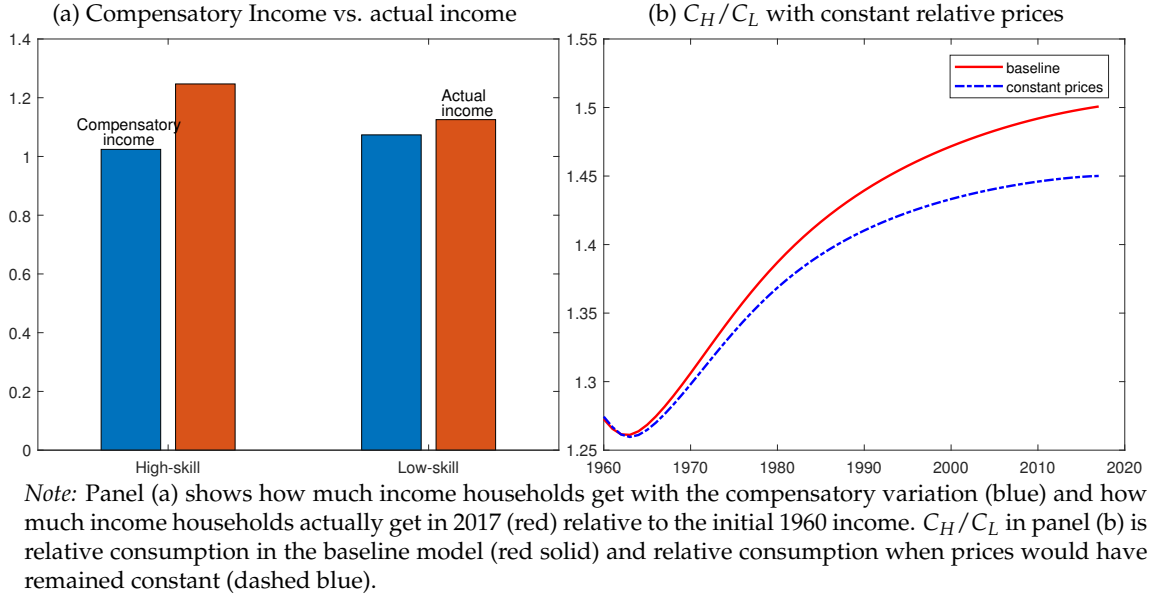 (a) Compensatory Income vs. actual income
1.4
1.2
1
0.8
0.6
0.4
0.2
0
Compensatory
income
Actual
income
High-skill
Low-skill
(b) C_H/C_L with constant relative prices
1.55
1.5
1.45
1.4
1.35
1.3
1.25
baseline
constant prices
1960
1970
1980
1990
2000
2010
2020
Note: Panel (a) shows how much income households get with the compensatory variation (blue) and how
much income households actually get in 2017 (red) relative to the initial 1960 income. C_H/C_L in panel (b) is
relative consumption in the baseline model (red solid) and relative consumption when prices would have
remained constant (dashed blue).